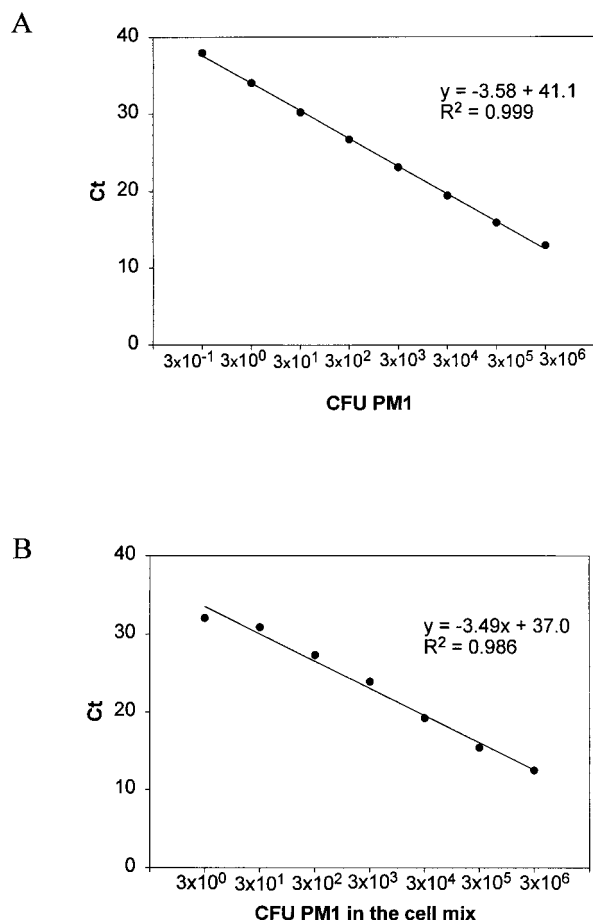 A
40
30
20
10
0
Ct
y = -3.58 + 41.1
R² = 0.999
3x10⁻¹ 3x10⁰ 3x10¹ 3x10² 3x10³ 3x10⁴ 3x10⁵ 3x10⁶
CFU PM1
B
40
30
20
10
0
Ct
y = -3.49x + 37.0
R² = 0.986
3x10⁰ 3x10¹ 3x10² 3x10³ 3x10⁴ 3x10⁵ 3x10⁶
CFU PM1 in the cell mix